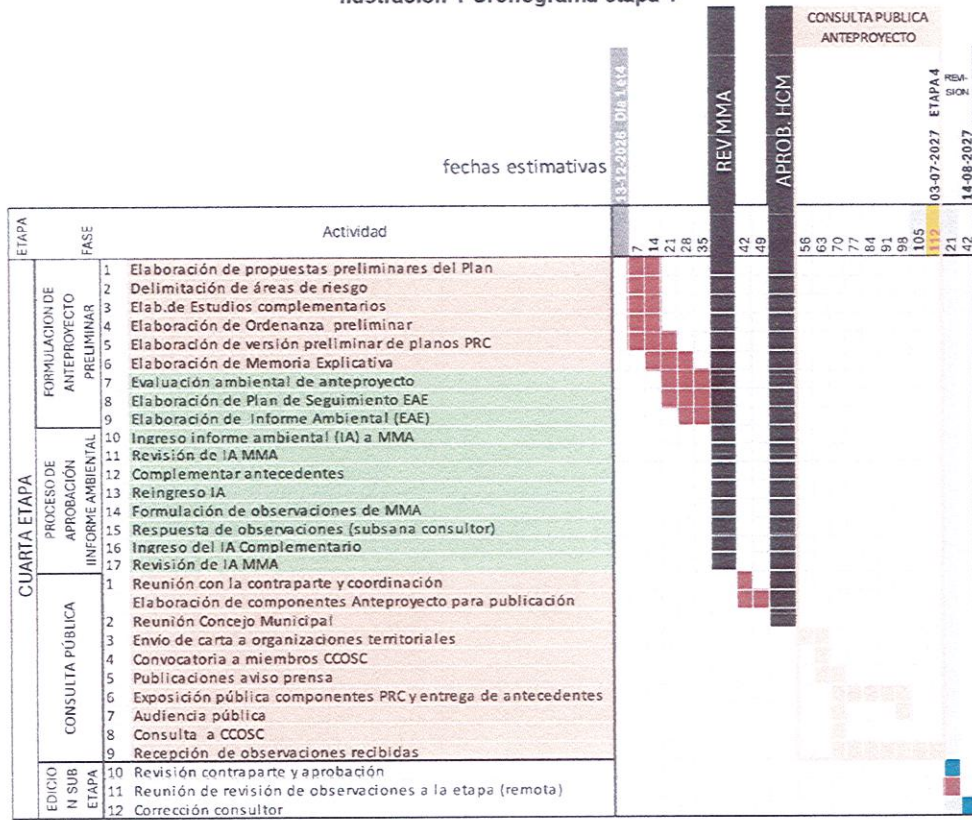 Ilustración 4 Cronograma etapa 4
CONSULTA PUBLICA
ANTEPROYECTO
REVI-
SION
fechas estimativas
13-12-2026 Día 1 et4
REV MMA
APROB. HCM
03-07-2027 ETAPA 4
14-08-2027
ETAPA
FASE
Actividad
7 14 21 28 35 42 49 56 63 70 77 84 91 98 105 112 21 42
CUARTA ETAPA
FORMULACION DE
ANTEPROYECTO
PRELIMINAR
1 Elaboración de propuestas preliminares del Plan
2 Delimitación de áreas de riesgo
3 Elab.de Estudios complementarios
4 Elaboración de Ordenanza preliminar
5 Elaboración de versión preliminar de planos PRC
6 Elaboración de Memoria Explicativa
7 Evaluación ambiental de anteproyecto
8 Elaboración de Plan de Seguimiento EAE
9 Elaboración de Informe Ambiental (EAE)
PROCESO DE
APROBACIÓN
IINFORME AMBIENTAL
10 Ingreso informe ambiental (IA) a MMA
11 Revisión de IA MMA
12 Complementar antecedentes
13 Reingreso IA
14 Formulación de observaciones de MMA
15 Respuesta de observaciones (subsana consultor)
16 Ingreso del IA Complementario
17 Revisión de IA MMA
CONSULTA PÚBLICA
1 Reunión con la contraparte y coordinación
Elaboración de componentes Anteproyecto para publicación
2 Reunión Concejo Municipal
3 Envío de carta a organizaciones territoriales
4 Convocatoria a miembros CCOSC
5 Publicaciones aviso prensa
6 Exposición pública componentes PRC y entrega de antecedentes
7 Audiencia pública
8 Consulta a CCOSC
9 Recepción de observaciones recibidas
EDICIO
N SUB
ETAPA
10 Revisión contraparte y aprobación
11 Reunión de revisión de observaciones a la etapa (remota)
12 Corrección consultor